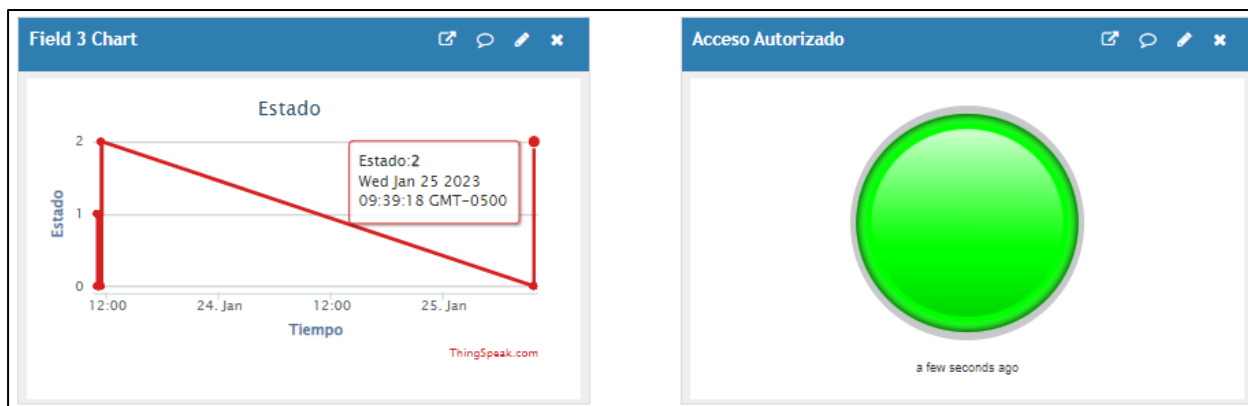 Field 3 Chart
Estado
2
1
0
Estado
Estado:2
Wed Jan 25 2023
09:39:18 GMT-0500
12:00
24. Jan
12:00
25. Jan
Tiempo
ThingSpeak.com
Acceso Autorizado
a few seconds ago